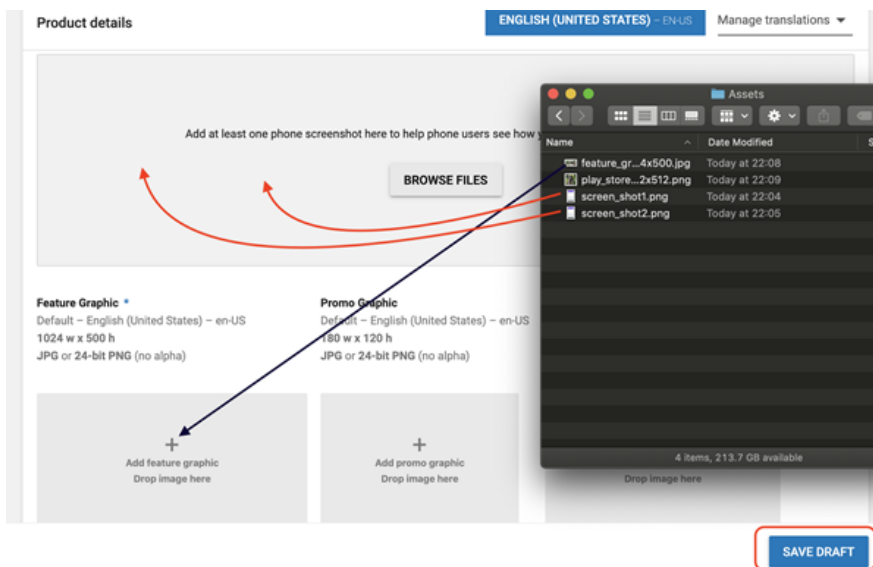 Product details
ENGLISH (UNITED STATES) – EN-US
Manage translations
Add at least one phone screenshot here to help phone users see how
BROWSE FILES
Assets
Name
Date Modified
S
feature_gr...4x500.jpg Today at 22:08
play_store...2x512.png Today at 22:09
screen_shot1.png Today at 22:04
screen_shot2.png Today at 22:05
4 items, 213.7 GB available
Feature Graphic *
Default – English (United States) – en-US
1024 w x 500 h
JPG or 24-bit PNG (no alpha)
Promo Graphic
Default – English (United States) – en-US
180 w x 120 h
JPG or 24-bit PNG (no alpha)
Add feature graphic
Drop image here
Add promo graphic
Drop image here
Drop image here
SAVE DRAFT